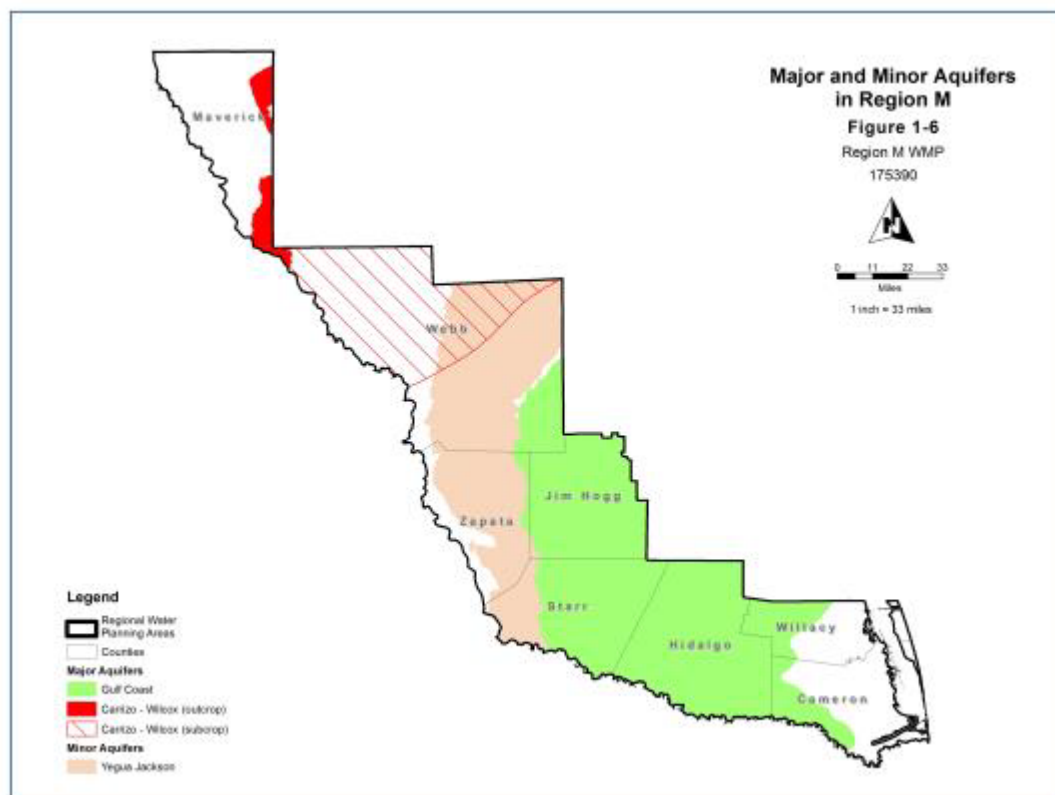 Major and Minor Aquifers
in Region M
Figure 1-6
Region M WMP
175390
N
0 11 22 33
Miles
1 inch = 33 miles
Maverick
Webb
Jim Hogg
Zapata
Starr
Hidalgo
Willacy
Cameron
Legend
Regional Water
Planning Areas
Counties
Major Aquifers
Gulf Coast
Carrizo - Wilcox (outcrop)
Carrizo - Wilcox (subcrop)
Minor Aquifers
Yegua Jackson